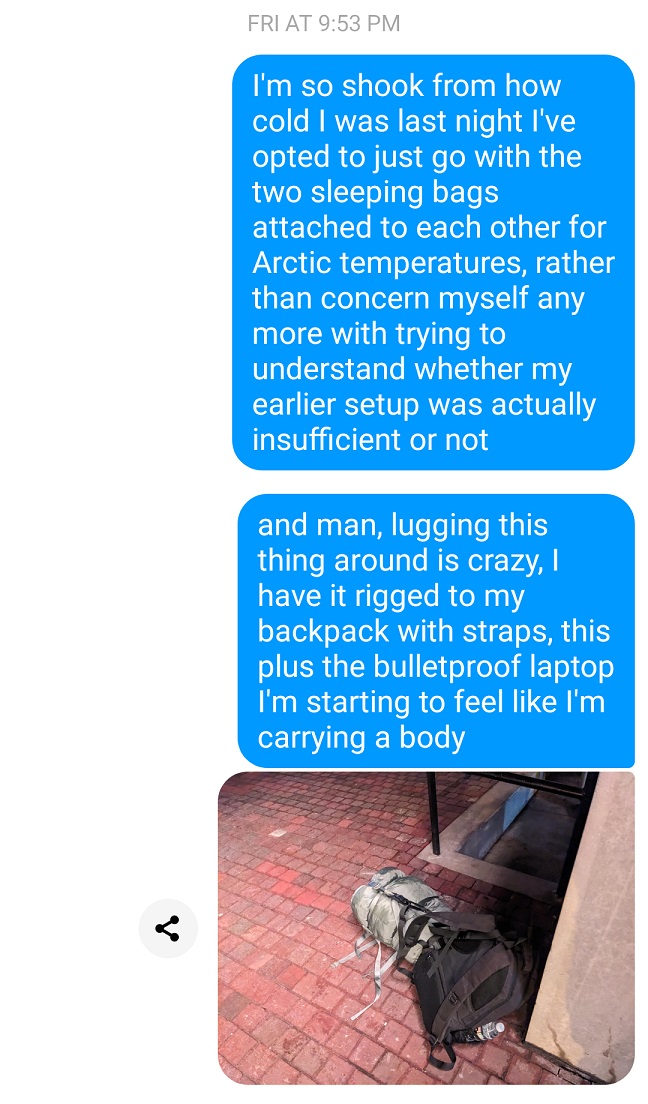 FRI AT 9:53 PM
I'm so shook from how
cold I was last night I've
opted to just go with the
two sleeping bags
attached to each other for
Arctic temperatures, rather
than concern myself any
more with trying to
understand whether my
earlier setup was actually
insufficient or not
and man, lugging this
thing around is crazy, I
have it rigged to my
backpack with straps, this
plus the bulletproof laptop
I'm starting to feel like I'm
carrying a body